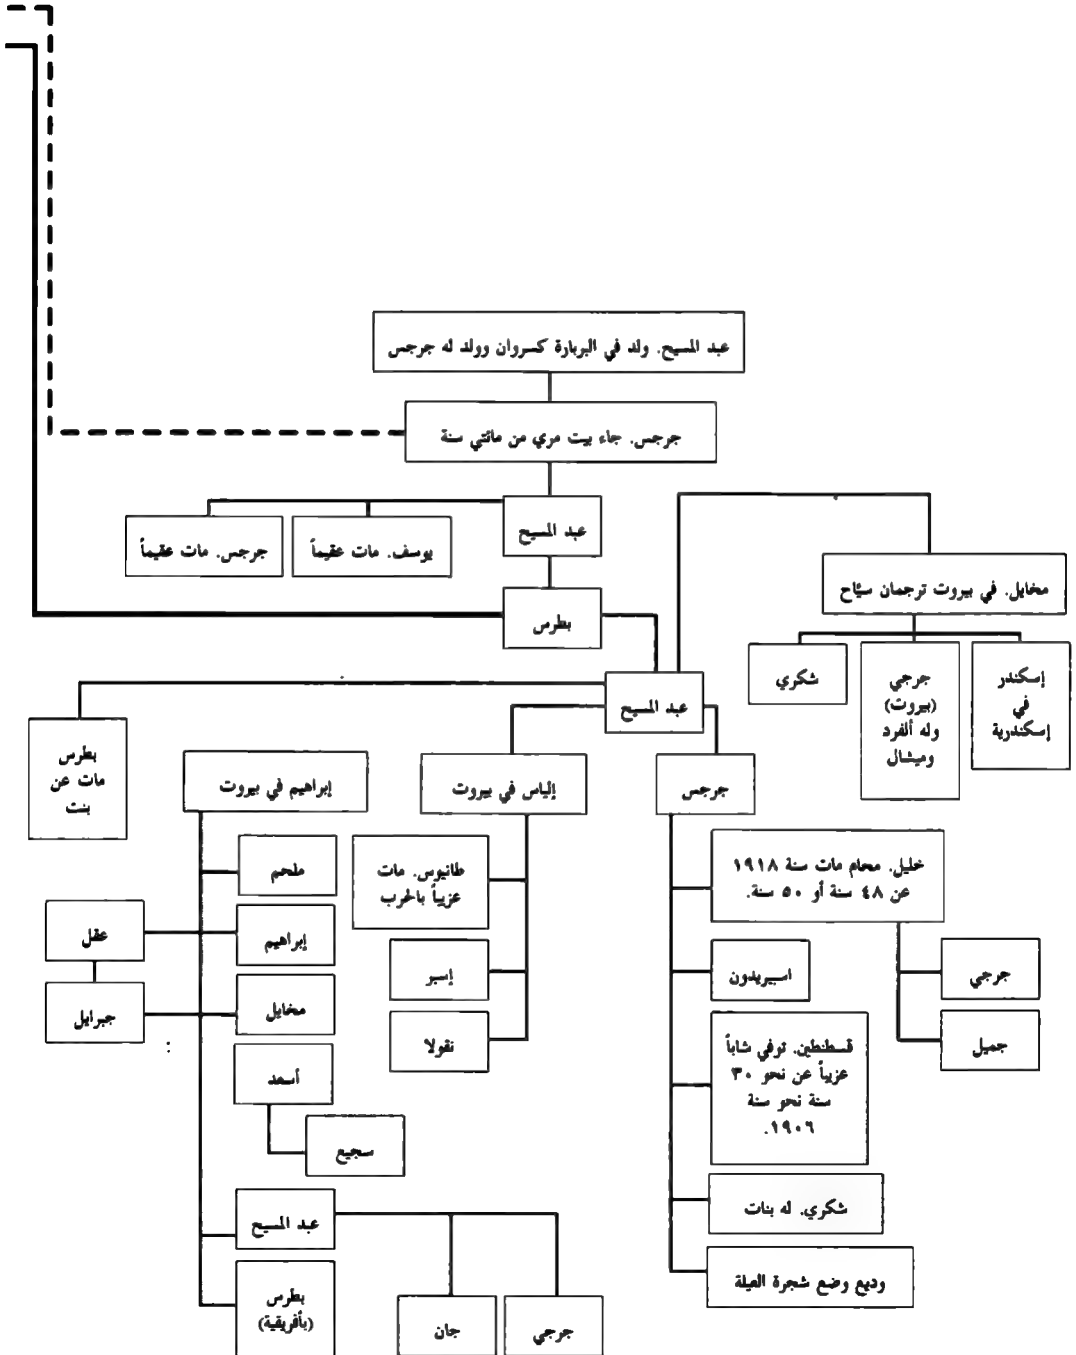 عبد المسيح. ولد في البربارة كسروان وولد له جرجس
جرجس. جاء بيت مري من مائتي سنة
عبد المسيح
يوسف. مات عقيماً
جرجس. مات عقيماً
بطرس
مخايل. في بيروت ترجمان سيّاح
إسكندر
في
إسكندرية
جرجي
(بيروت)
وله ألفرد
وميشال
شكري
عبد المسيح
جرجس
إلياس في بيروت
إبراهيم في بيروت
بطرس
مات عن
بنت
خليل. محام مات سنة ١٩١٨
عن ٤٨ سنة أو ٥٠ سنة.
جرجي
جميل
اسبيريدون
قسطنطين. توفي شاباً
عزيباً عن نحو ٣٠
سنة نحو سنة
١٩٠٦.
شكري. له بنات
وديع وضع شجرة العيلة
طانيوس. مات
عزيباً بالحرب
إسبر
نقولا
ملحم
إبراهيم
عقل
مخايل
جبرايل
أسعد
سجيع
عبد المسيح
جرجي
جان
بطرس
(بأفريقية)